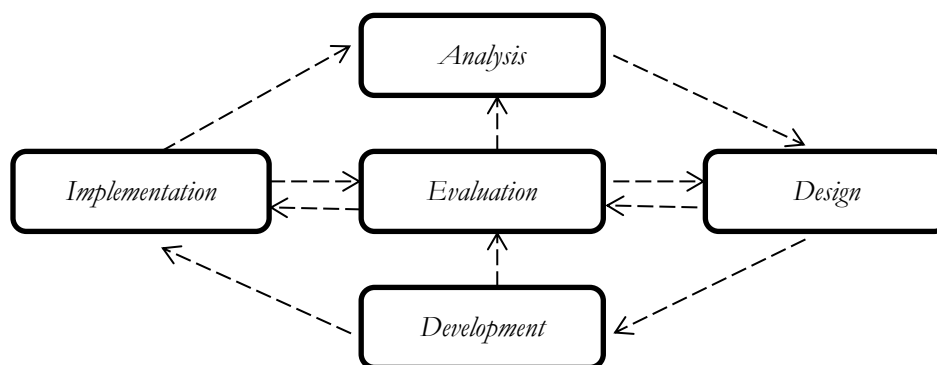 Analysis
Implementation
Evaluation
Design
Development